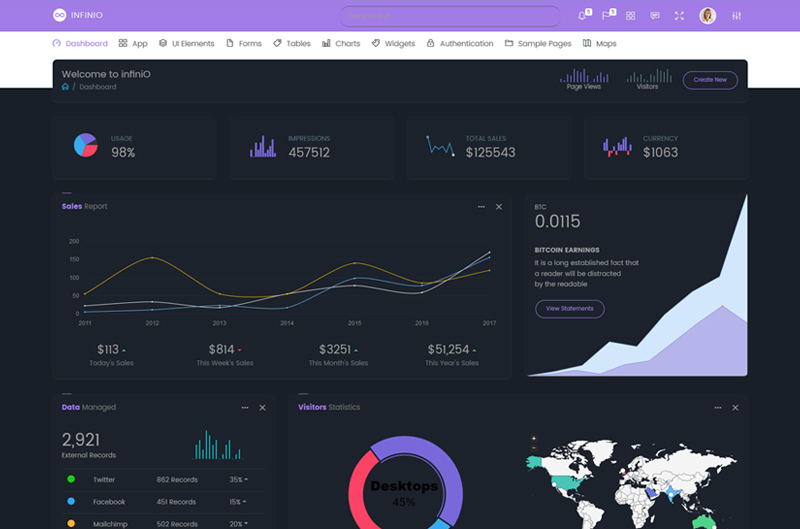 INFINIO
5
5
Dashboard App UI Elements Forms Tables Charts Widgets Authentication Sample Pages Maps
Welcome to infiniO
/ Dashboard
Page Views
Visitors
Create New
USAGE
98%
IMPRESSIONS
457512
TOTAL SALES
$125543
CURRENCY
$1063
Sales Report
200
150
100
50
0
2011 2012 2013 2014 2015 2016 2017
$113
Today's Sales
$814
This Week's Sales
$3251
This Month's Sales
$51,254
This Year's Sales
BTC
0.0115
BITCOIN EARNINGS
It is a long established fact that
a reader will be distracted
by the readable
View Statements
Data Managed
2,921
External Records
Twitter 862 Records 35%
Facebook 451 Records 15%
Mailchimp 502 Records 20%
Visitors Statistics
Desktops
45%